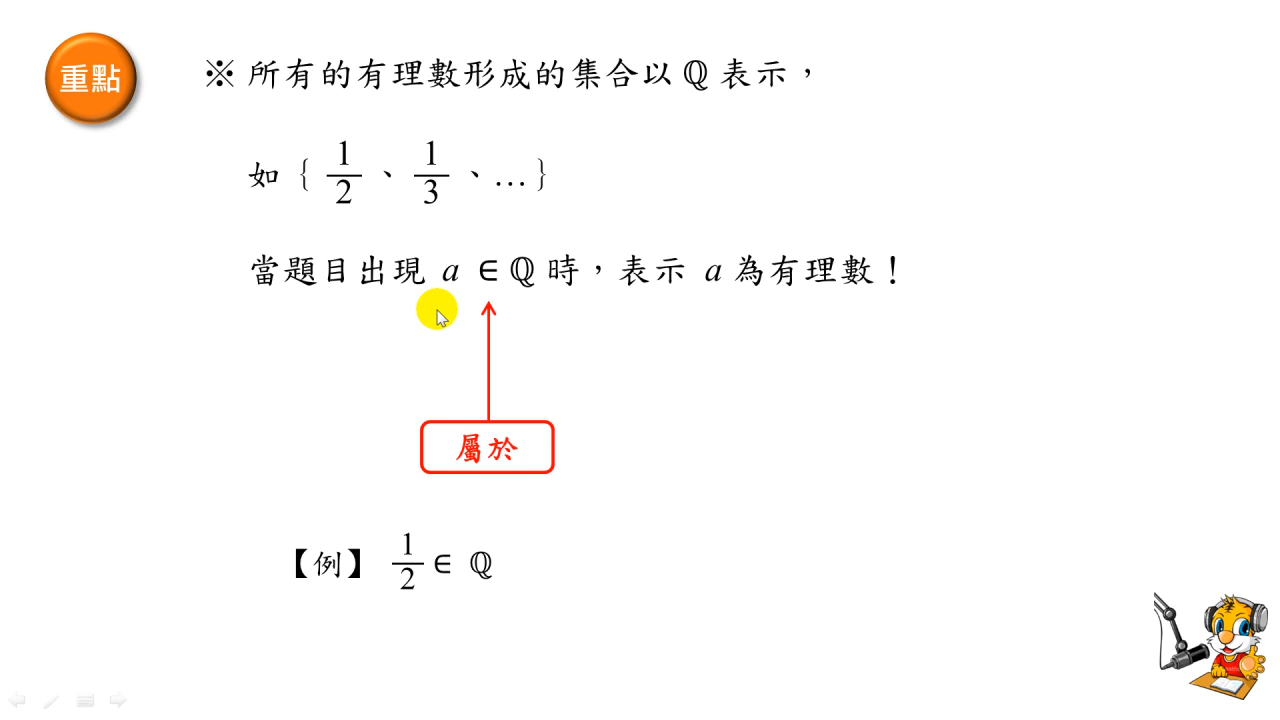 重點
※ 所有的有理數形成的集合以 ℚ 表示，
如 { 1/2 、 1/3 、…}
當題目出現 a ∈ ℚ 時，表示 a 為有理數！
屬於
【例】 1/2 ∈ ℚ